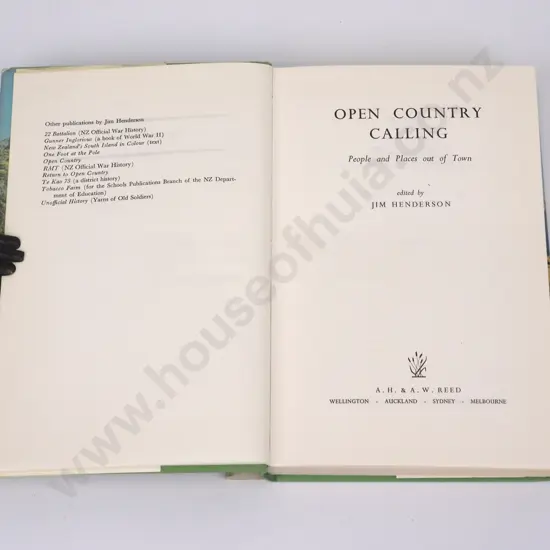 Other publications by Jim Henderson
22 Battalion (NZ Official War History)
Gunner Inglorious (a book of World War II)
New Zealand's South Island in Colour (text)
One Foot at the Pole
Open Country
RMT (NZ Official War History)
Return to Open Country
Te Kao 75 (a district history)
Tobacco Farm (for the Schools Publications Branch of the NZ Depart-
ment of Education)
Unofficial History (Yarns of Old Soldiers)
OPEN COUNTRY
CALLING
People and Places out of Town
edited by
JIM HENDERSON
A. H. & A. W. REED
WELLINGTON - AUCKLAND - SYDNEY - MELBOURNE
www.houseofhuia.co.nz